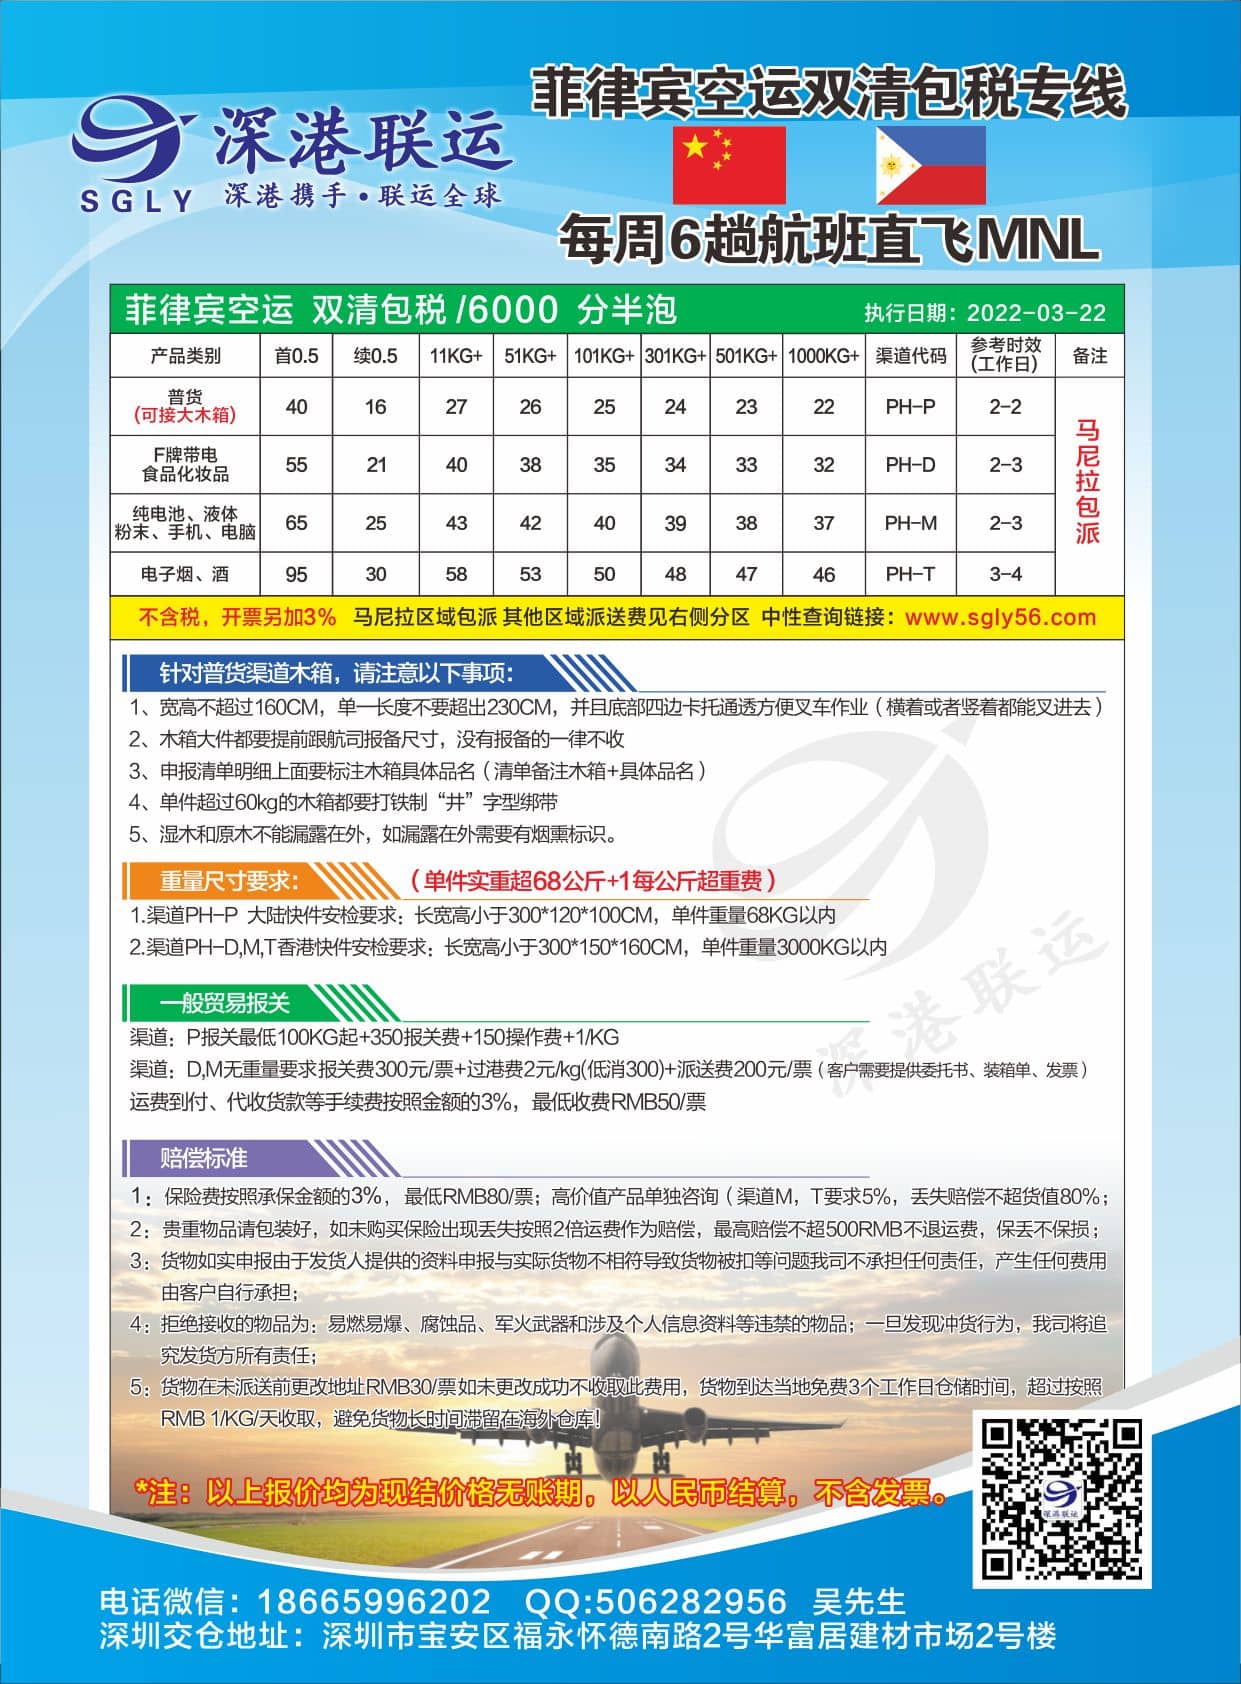 菲律宾空运双清包税专线
深港联运
SGLY 深港携手·联运全球
每周6趟航班直飞MNL
菲律宾空运 双清包税 /6000 分半泡 执行日期：2022-03-22
产品类别 首0.5 续0.5 11KG+ 51KG+ 101KG+ 301KG+ 501KG+ 1000KG+ 渠道代码 参考时效(工作日) 备注
普货(可接大木箱) 40 16 27 26 25 24 23 22 PH-P 2-2
F牌带电食品化妆品 55 21 40 38 35 34 33 32 PH-D 2-3
纯电池、液体粉末、手机、电脑 65 25 43 42 40 39 38 37 PH-M 2-3
电子烟、酒 95 30 58 53 50 48 47 46 PH-T 3-4
马尼拉包派
不含税，开票另加3% 马尼拉区域包派 其他区域派送费见右侧分区 中性查询链接：www.sgly56.com
针对普货渠道木箱，请注意以下事项：
1、宽高不超过160CM，单一长度不要超出230CM，并且底部四边卡托通透方便叉车作业（横着或者竖着都能叉进去）
2、木箱大件都要提前跟航司报备尺寸，没有报备的一律不收
3、申报清单明细上面要标注木箱具体品名（清单备注木箱+具体品名）
4、单件超过60kg的木箱都要打铁制“井”字型绑带
5、湿木和原木不能漏露在外，如漏露在外需要有烟熏标识。
重量尺寸要求： （单件实重超68公斤+1每公斤超重费）
1.渠道PH-P 大陆快件安检要求：长宽高小于300*120*100CM，单件重量68KG以内
2.渠道PH-D,M,T香港快件安检要求：长宽高小于300*150*160CM，单件重量3000KG以内
一般贸易报关
渠道：P报关最低100KG起+350报关费+150操作费+1/KG
渠道：D,M无重量要求报关费300元/票+过港费2元/kg(低消300)+派送费200元/票（客户需要提供委托书、装箱单、发票）
运费到付、代收货款等手续费按照金额的3%，最低收费RMB50/票
赔偿标准
1：保险费按照承保金额的3%，最低RMB80/票；高价值产品单独咨询（渠道M，T要求5%，丢失赔偿不超货值80%；
2：贵重物品请包装好，如未购买保险出现丢失按照2倍运费作为赔偿，最高赔偿不超500RMB不退运费，保丢不保损；
3：货物如实申报由于发货人提供的资料申报与实际货物不相符导致货物被扣等问题我司不承担任何责任，产生任何费用
由客户自行承担；
4：拒绝接收的物品为：易燃易爆、腐蚀品、军火武器和涉及个人信息资料等违禁的物品；一旦发现冲货行为，我司将追
究发货方所有责任；
5：货物在未派送前更改地址RMB30/票如未更改成功不收取此费用，货物到达当地免费3个工作日仓储时间，超过按照
RMB 1/KG/天收取，避免货物长时间滞留在海外仓库！
*注：以上报价均为现结价格无账期，以人民币结算，不含发票。
深港联运
深港联运
电话微信：18665996202 QQ:506282956 吴先生
深圳交仓地址：深圳市宝安区福永怀德南路2号华富居建材市场2号楼